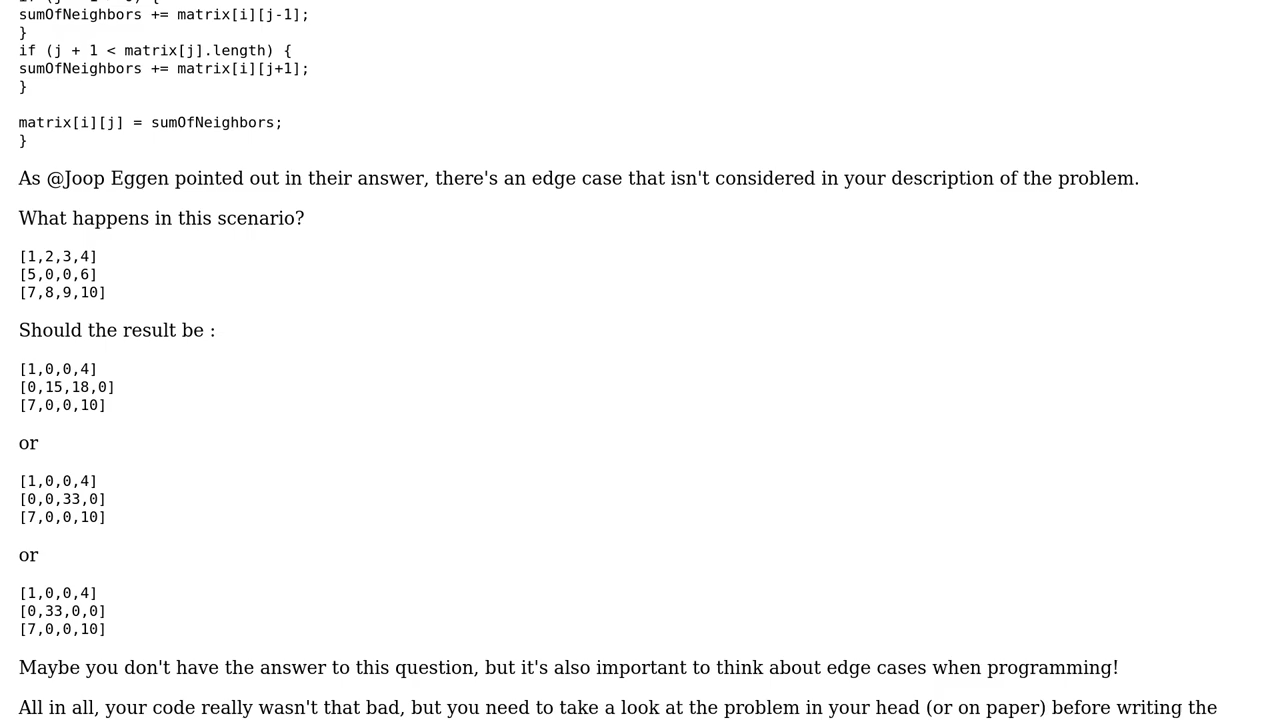 sumOfNeighbors += matrix[i][j-1];
}
if (j + 1 < matrix[j].length) {
sumOfNeighbors += matrix[i][j+1];
}
matrix[i][j] = sumOfNeighbors;
}
As @Joop Eggen pointed out in their answer, there's an edge case that isn't considered in your description of the problem.
What happens in this scenario?
[1,2,3,4]
[5,0,0,6]
[7,8,9,10]
Should the result be :
[1,0,0,4]
[0,15,18,0]
[7,0,0,10]
or
[1,0,0,4]
[0,0,33,0]
[7,0,0,10]
or
[1,0,0,4]
[0,33,0,0]
[7,0,0,10]
Maybe you don't have the answer to this question, but it's also important to think about edge cases when programming!
All in all, your code really wasn't that bad, but you need to take a look at the problem in your head (or on paper) before writing the